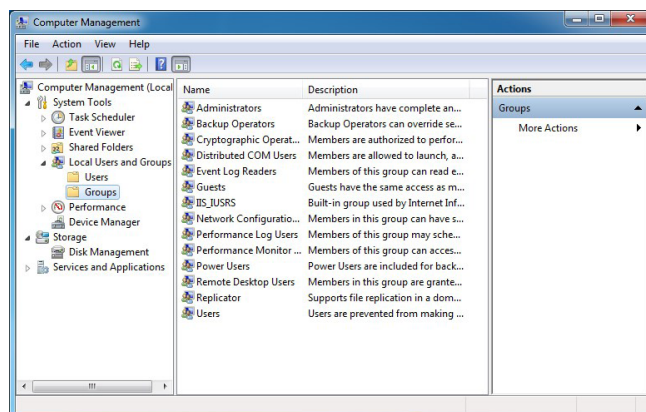 Computer Management
File Action View Help
Computer Management (Local
System Tools
Task Scheduler
Event Viewer
Shared Folders
Local Users and Groups
Users
Groups
Performance
Device Manager
Storage
Disk Management
Services and Applications
Name Description
Administrators Administrators have complete an...
Backup Operators Backup Operators can override se...
Cryptographic Operat... Members are authorized to perfor...
Distributed COM Users Members are allowed to launch, a...
Event Log Readers Members of this group can read e...
Guests Guests have the same access as m...
IIS_IUSRS Built-in group used by Internet Inf...
Network Configuratio... Members in this group can have s...
Performance Log Users Members of this group may sche...
Performance Monitor ... Members of this group can acces...
Power Users Power Users are included for back...
Remote Desktop Users Members in this group are grante...
Replicator Supports file replication in a dom...
Users Users are prevented from making ...
Actions
Groups
More Actions